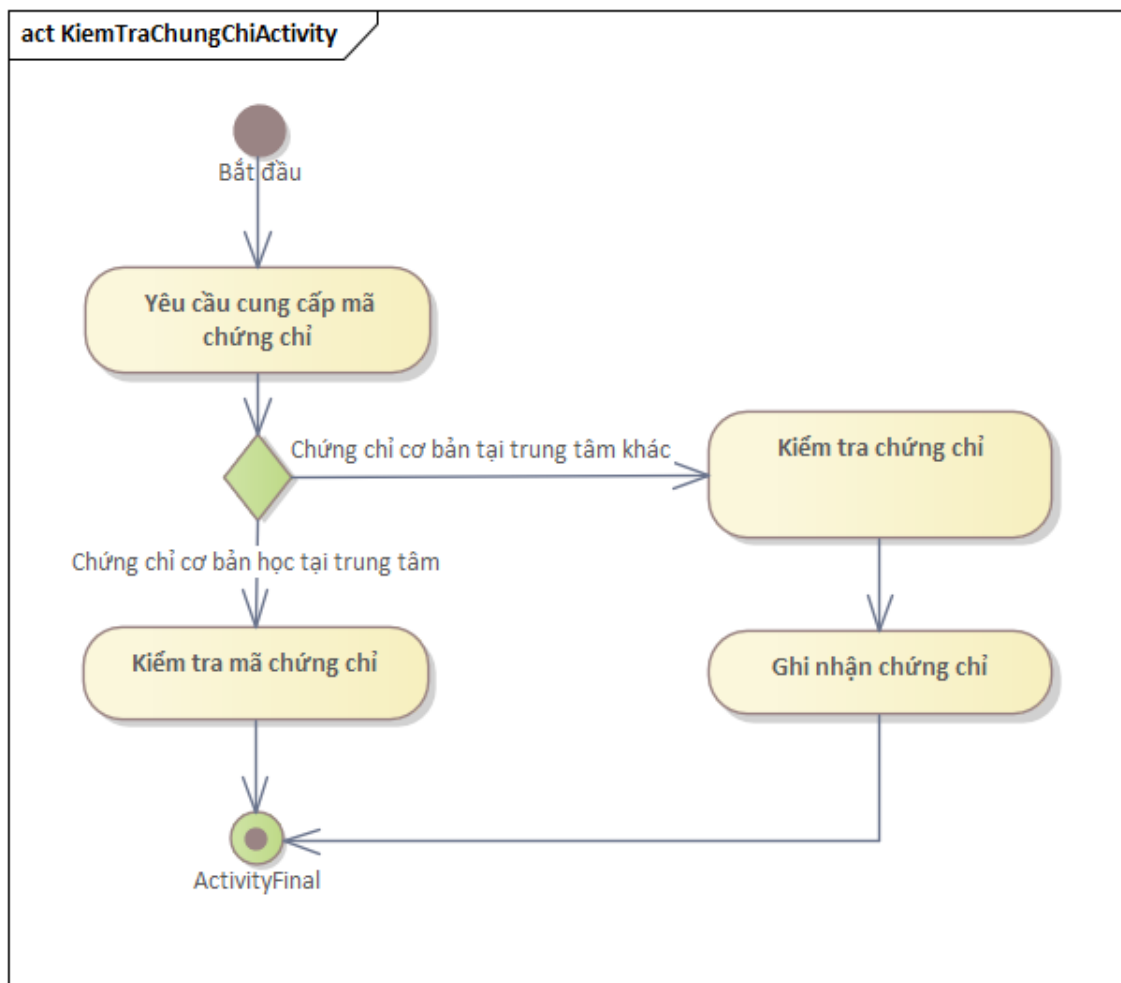 act KiemTraChungChiActivity
Bắt đầu
Yêu cầu cung cấp mã
chứng chỉ
Chứng chỉ cơ bản tại trung tâm khác
Kiểm tra chứng chỉ
Chứng chỉ cơ bản học tại trung tâm
Kiểm tra mã chứng chỉ
Ghi nhận chứng chỉ
ActivityFinal